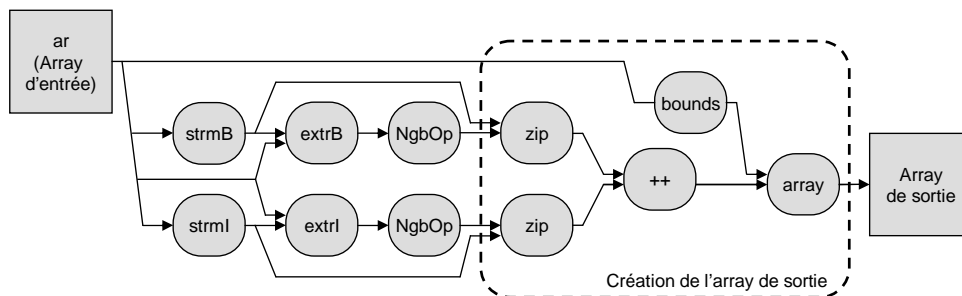 ar
(Array
d'entrée)
bounds
strmB
extrB
NgbOp
zip
++
array
Array
de sortie
strmI
extrI
NgbOp
zip
Création de l'array de sortie